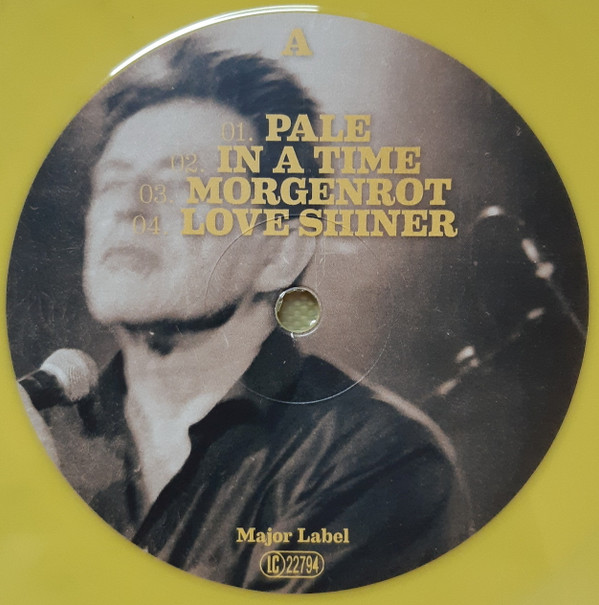 A
01. PALE
02. IN A TIME
03. MORGENROT
04. LOVE SHINER
Major Label
LC 22794